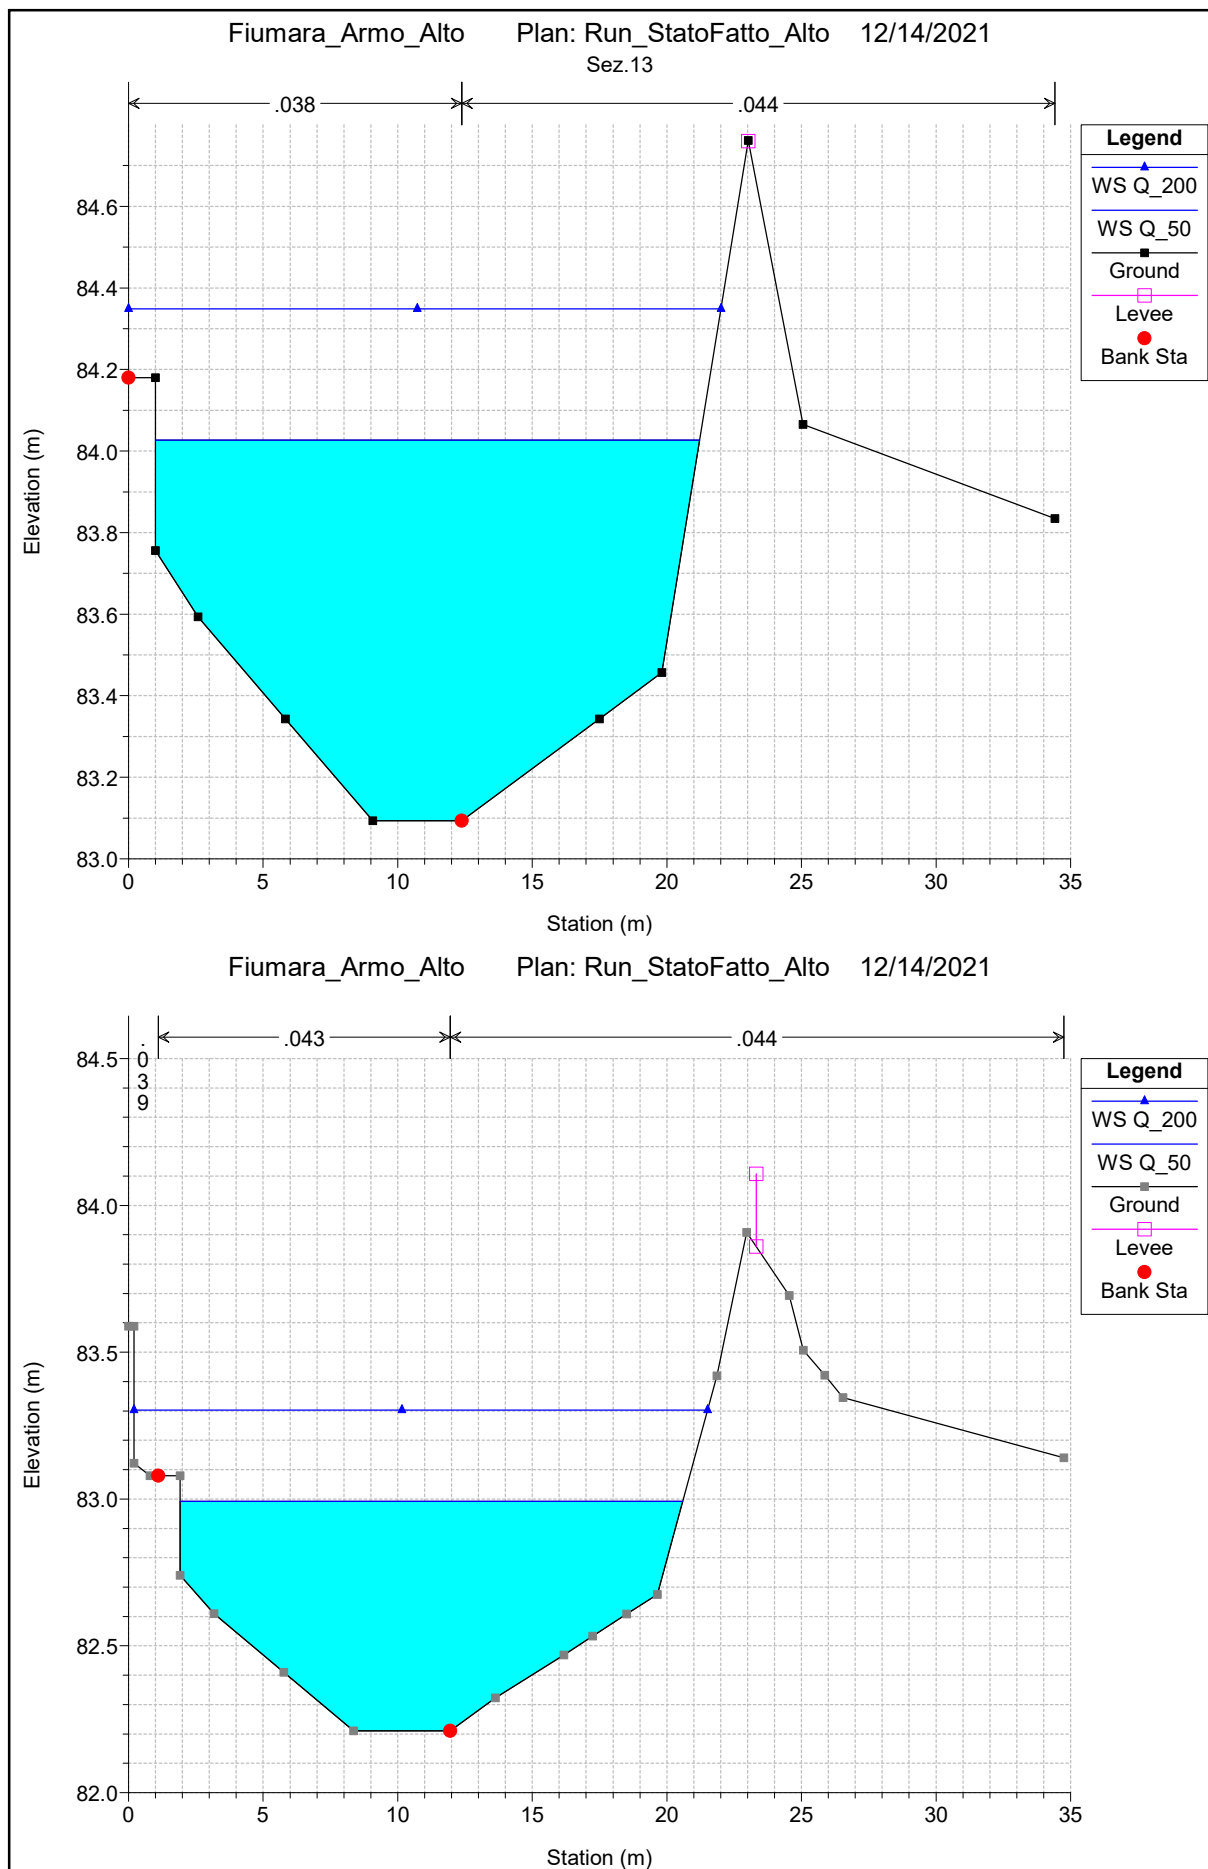 Fiumara_Armo_Alto Plan: Run_StatoFatto_Alto 12/14/2021
Sez.13
.038 .044
Legend
WS Q_200
WS Q_50
Ground
Levee
Bank Sta
84.6
84.4
84.2
84.0
83.8
83.6
83.4
83.2
83.0
Elevation (m)
0 5 10 15 20 25 30 35
Station (m)
Fiumara_Armo_Alto Plan: Run_StatoFatto_Alto 12/14/2021
.039 .043 .044
Legend
WS Q_200
WS Q_50
Ground
Levee
Bank Sta
84.5
84.0
83.5
83.0
82.5
82.0
Elevation (m)
0 5 10 15 20 25 30 35
Station (m)